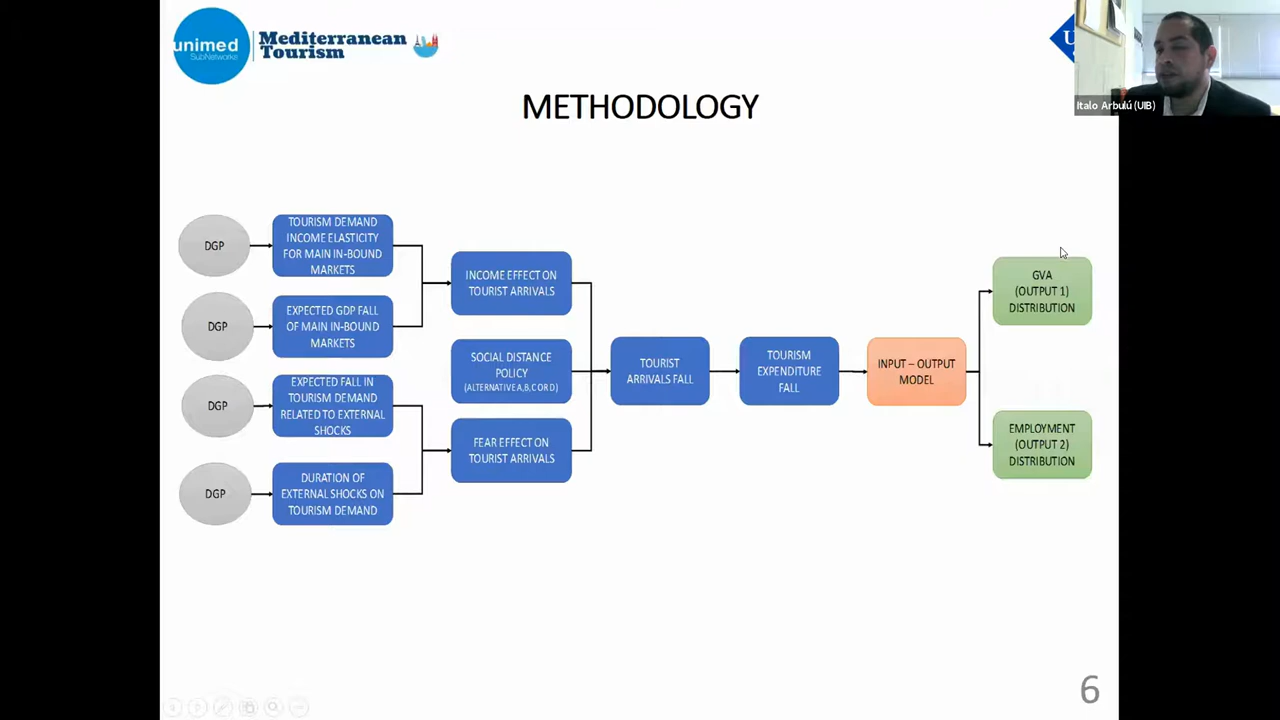 unimed
SubNetworks
Mediterranean
Tourism
U
Italo Arbulú (UIB)
METHODOLOGY
DGP
TOURISM DEMAND
INCOME ELASTICITY
FOR MAIN IN-BOUND
MARKETS
DGP
EXPECTED GDP FALL
OF MAIN IN-BOUND
MARKETS
DGP
EXPECTED FALL IN
TOURISM DEMAND
RELATED TO EXTERNAL
SHOCKS
DGP
DURATION OF
EXTERNAL SHOCKS ON
TOURISM DEMAND
INCOME EFFECT ON
TOURIST ARRIVALS
SOCIAL DISTANCE
POLICY
(ALTERNATIVE A, B, C OR D)
FEAR EFFECT ON
TOURIST ARRIVALS
TOURIST
ARRIVALS FALL
TOURISM
EXPENDITURE
FALL
INPUT – OUTPUT
MODEL
GVA
(OUTPUT 1)
DISTRIBUTION
EMPLOYMENT
(OUTPUT 2)
DISTRIBUTION
6